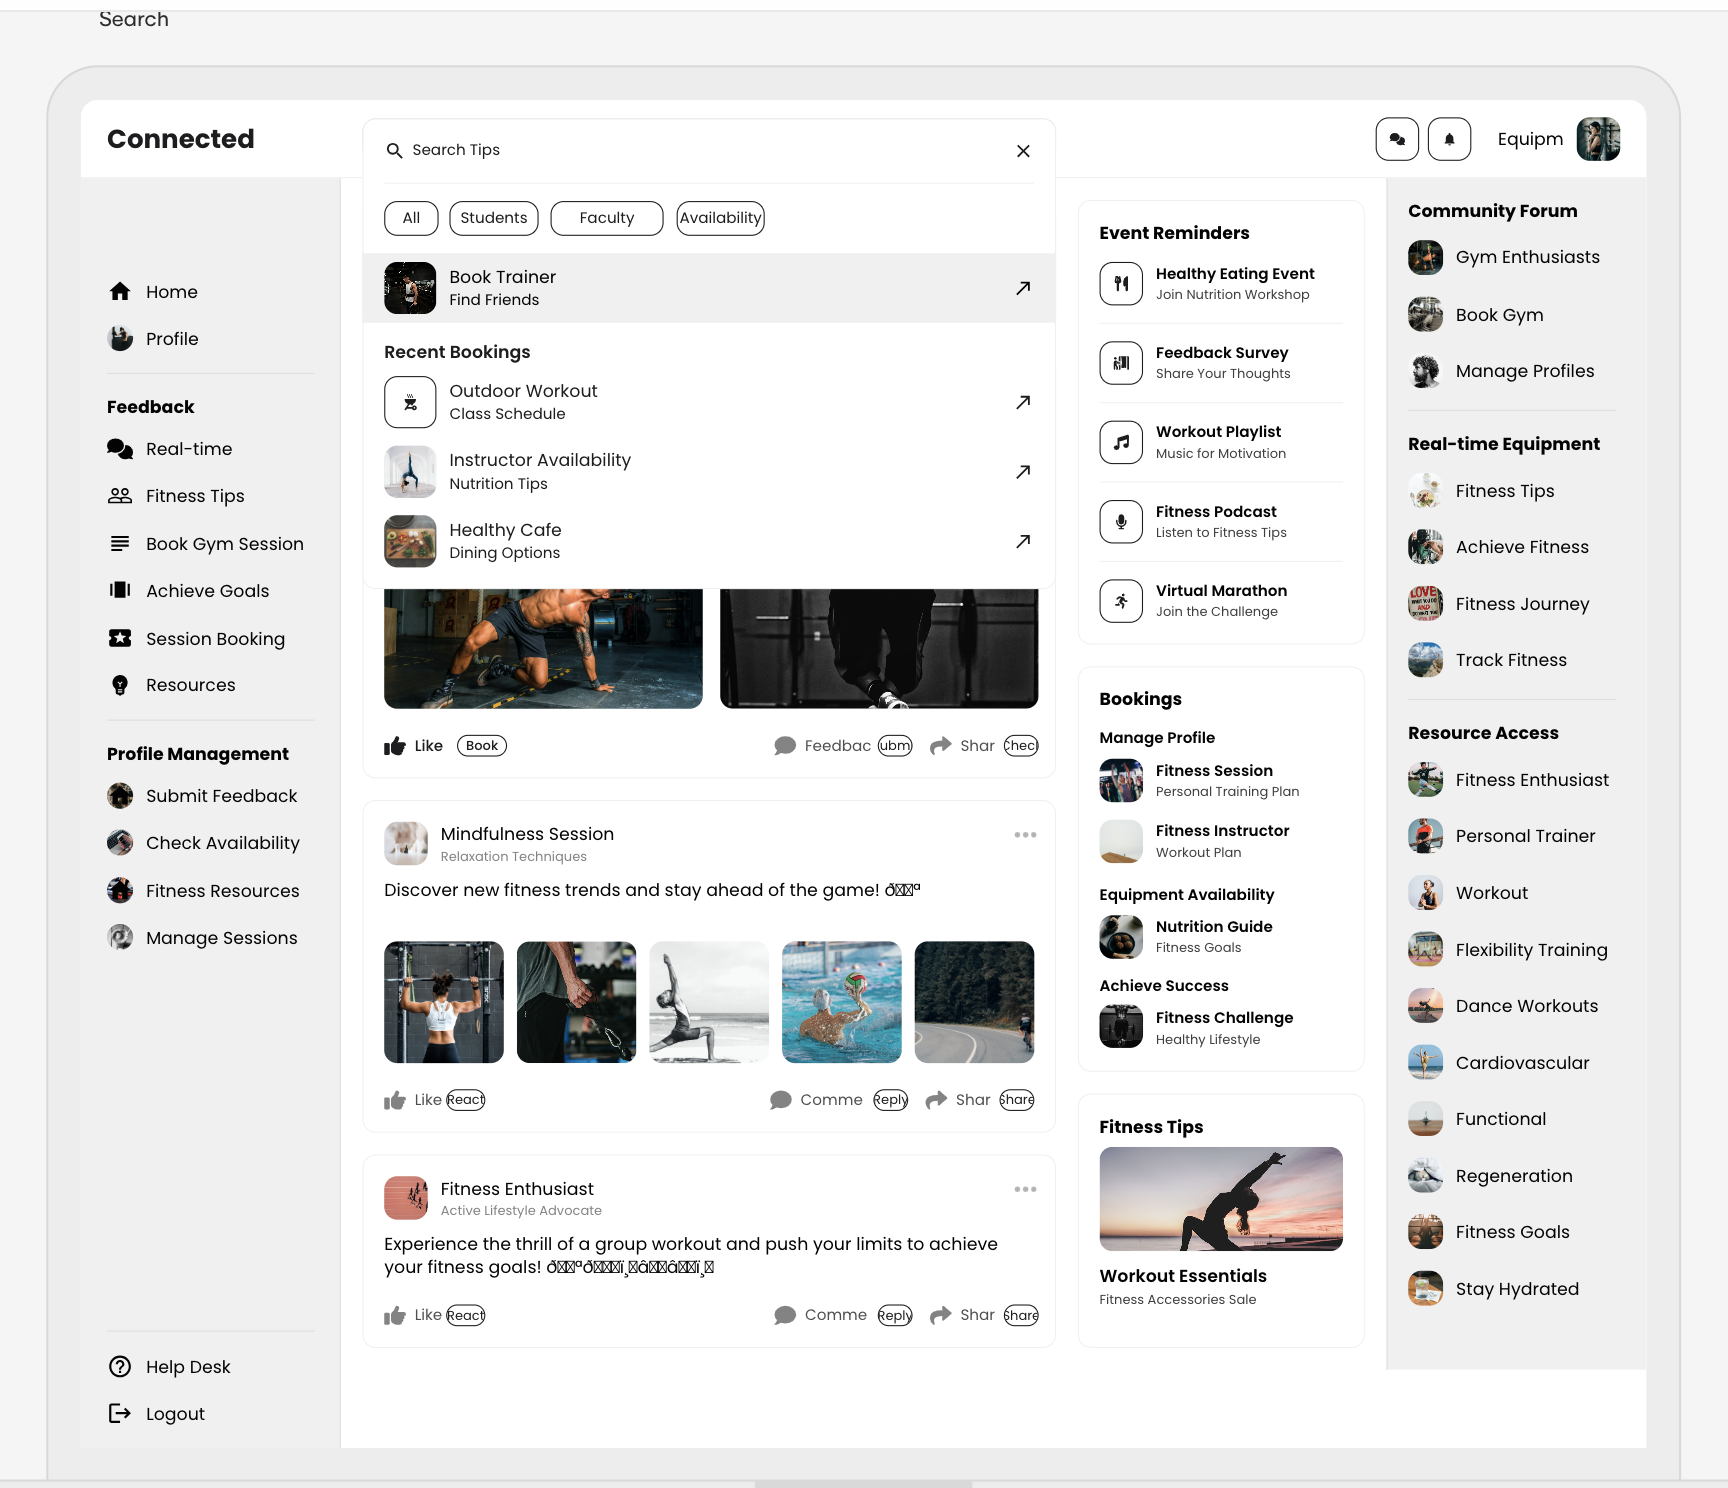 Search
Connected
Search Tips
Equipm
All
Students
Faculty
Availability
Book Trainer
Find Friends
Recent Bookings
Outdoor Workout
Class Schedule
Instructor Availability
Nutrition Tips
Healthy Cafe
Dining Options
Home
Profile
Feedback
Real-time
Fitness Tips
Book Gym Session
Achieve Goals
Session Booking
Resources
Profile Management
Submit Feedback
Check Availability
Fitness Resources
Manage Sessions
Help Desk
Logout
Like
Book
Feedbac
ubm
Shar
Chec
Mindfulness Session
Relaxation Techniques
Discover new fitness trends and stay ahead of the game!
Like
React
Comme
Reply
Shar
Share
Fitness Enthusiast
Active Lifestyle Advocate
Experience the thrill of a group workout and push your limits to achieve
your fitness goals!
Like
React
Comme
Reply
Shar
Share
Event Reminders
Healthy Eating Event
Join Nutrition Workshop
Feedback Survey
Share Your Thoughts
Workout Playlist
Music for Motivation
Fitness Podcast
Listen to Fitness Tips
Virtual Marathon
Join the Challenge
Bookings
Manage Profile
Fitness Session
Personal Training Plan
Fitness Instructor
Workout Plan
Equipment Availability
Nutrition Guide
Fitness Goals
Achieve Success
Fitness Challenge
Healthy Lifestyle
Fitness Tips
Workout Essentials
Fitness Accessories Sale
Community Forum
Gym Enthusiasts
Book Gym
Manage Profiles
Real-time Equipment
Fitness Tips
Achieve Fitness
Fitness Journey
Track Fitness
Resource Access
Fitness Enthusiast
Personal Trainer
Workout
Flexibility Training
Dance Workouts
Cardiovascular
Functional
Regeneration
Fitness Goals
Stay Hydrated